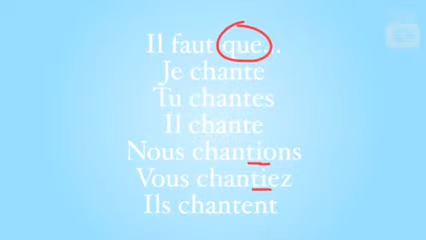 Il faut que...
Je chante
Tu chantes
Il chante
Nous chantions
Vous chantiez
Ils chantent